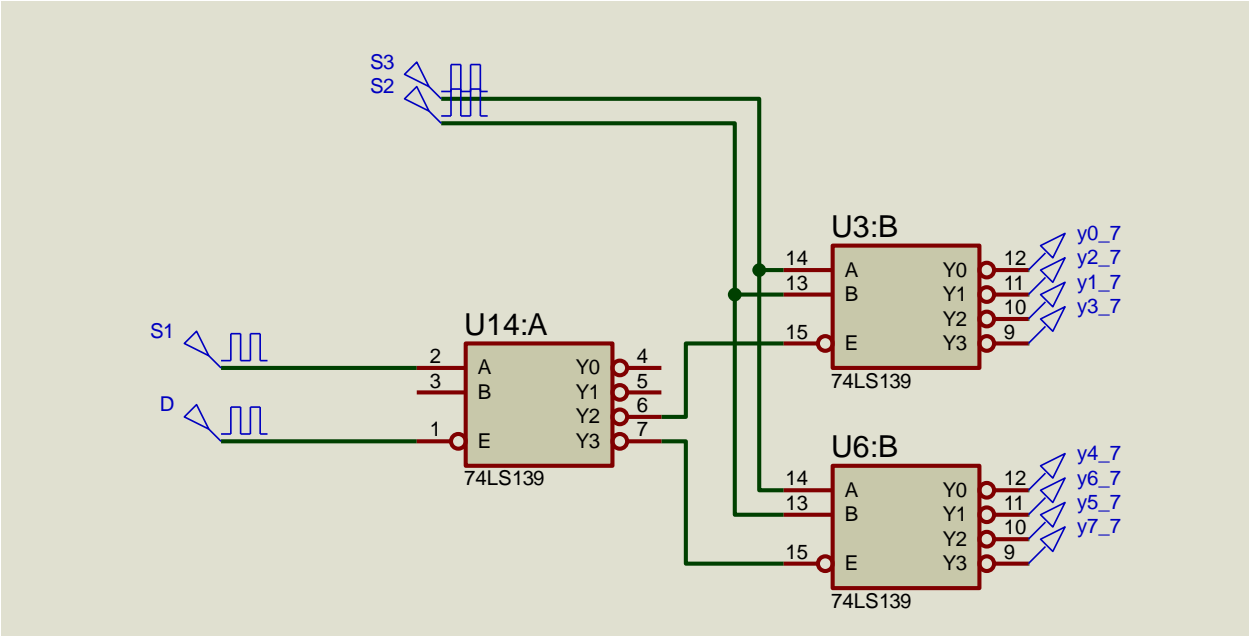 S3
S2
U3:B
14 A Y0 12 y0_7
13 B Y1 11 y2_7
Y2 10 y1_7
15 E Y3 9 y3_7
74LS139
S1
D
U14:A
2 A Y0 4
3 B Y1 5
Y2 6
1 E Y3 7
74LS139
U6:B
14 A Y0 12 y4_7
13 B Y1 11 y6_7
Y2 10 y5_7
15 E Y3 9 y7_7
74LS139